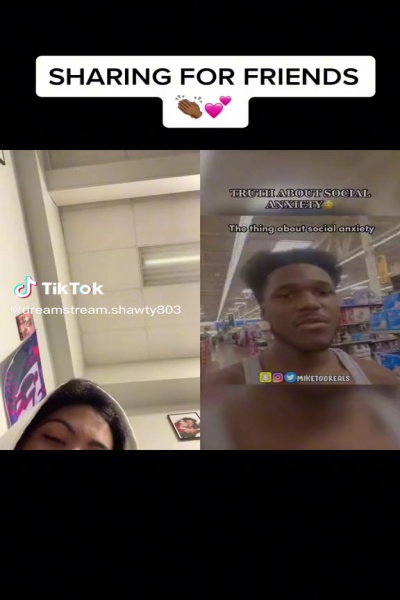 SHARING FOR FRIENDS
👏🏾💕
TRUTH ABOUT SOCIAL
ANXIETY😔
The thing about social anxiety
TikTok
@dreamstream.shawty803
MIKETOOREALS